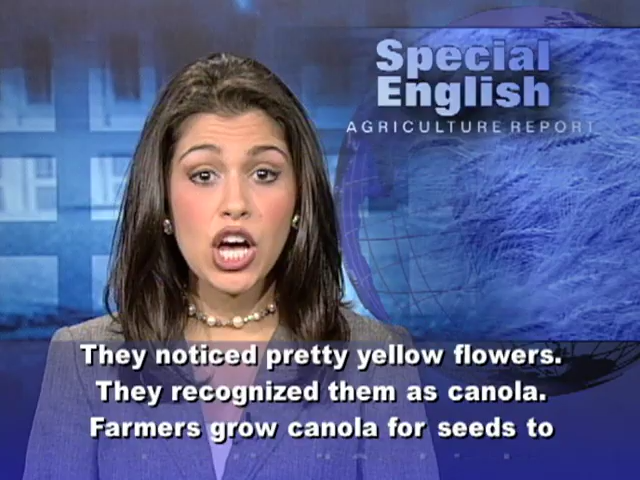 Special
English
AGRICULTURE REPORT
They noticed pretty yellow flowers.
They recognized them as canola.
Farmers grow canola for seeds to